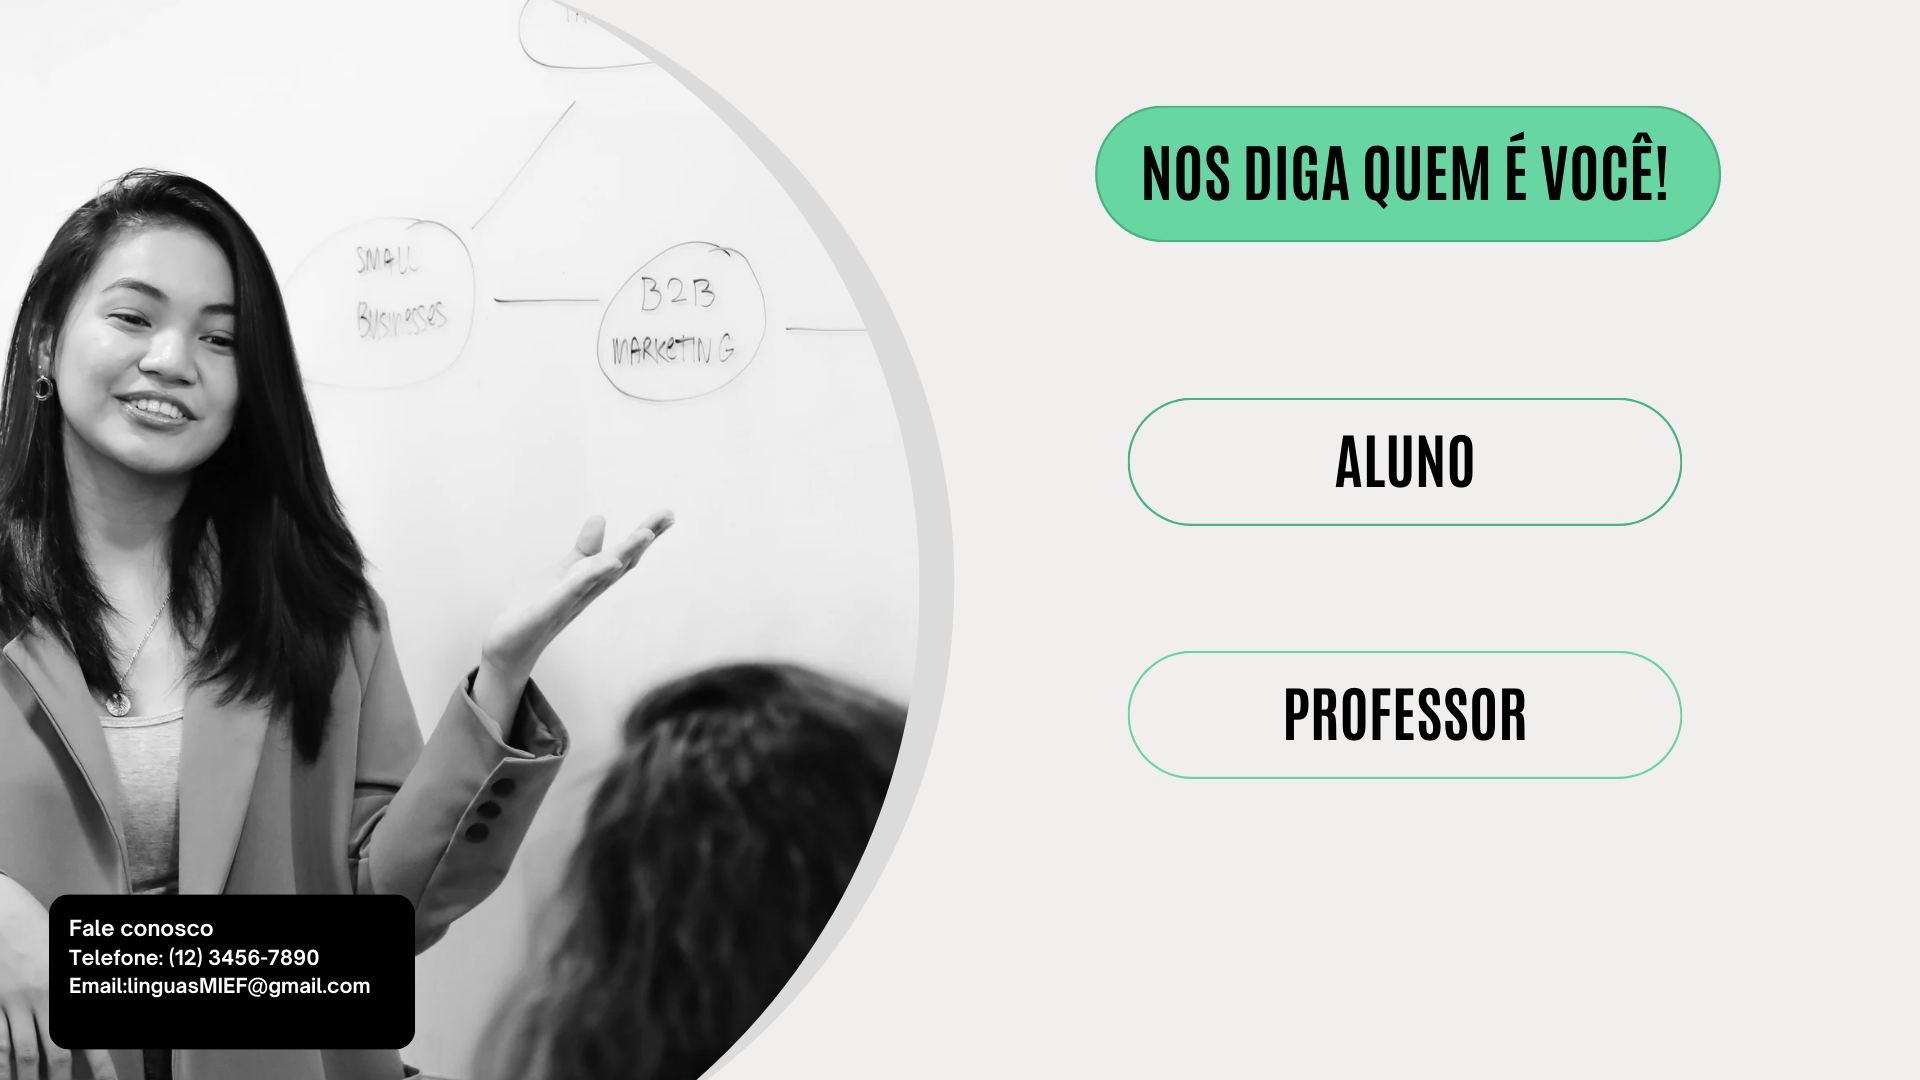 NOS DIGA QUEM É VOCÊ!
ALUNO
PROFESSOR
SMALL
BUSINESSES
B2B
MARKETING
Fale conosco
Telefone: (12) 3456-7890
Email:linguasMIEF@gmail.com